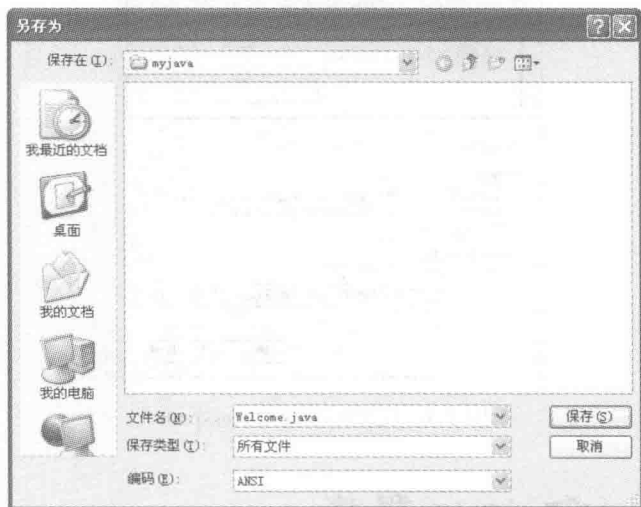 另存为
保存在(I):
myjava
我最近的文档
桌面
我的文档
我的电脑
文件名(N):
Welcome.java
保存(S)
保存类型(T):
所有文件
取消
编码(E):
ANSI